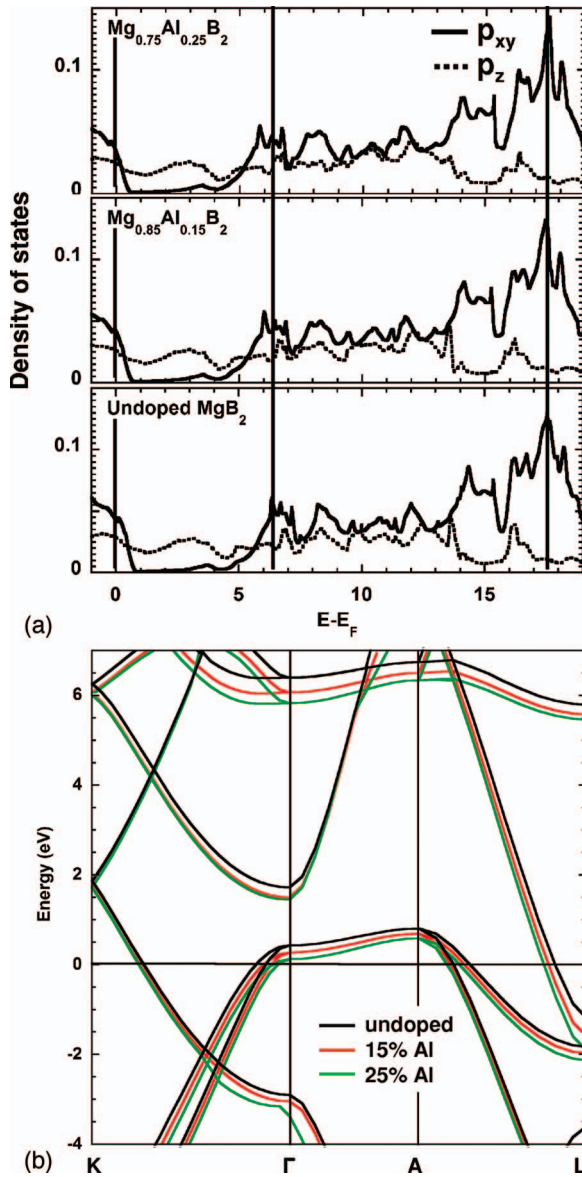 Mg0.75Al0.25B2
pxy
pz
0.1
0
Mg0.85Al0.15B2
0.1
0
Undoped MgB2
0.1
0
Density of states
0 5 10 15
E-EF
(a)
6
4
2
0
-2
-4
Energy (eV)
undoped
15% Al
25% Al
K Γ A L
(b)